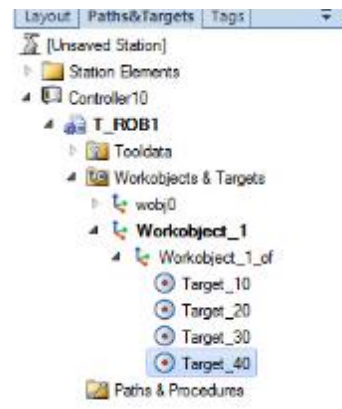 Layout Paths&Targets Tags
[Unsaved Station]
Station Elements
Controller10
T_ROB1
Tooldata
Workobjects & Targets
wobj0
Workobject_1
Workobject_1_of
Target_10
Target_20
Target_30
Target_40
Paths & Procedures